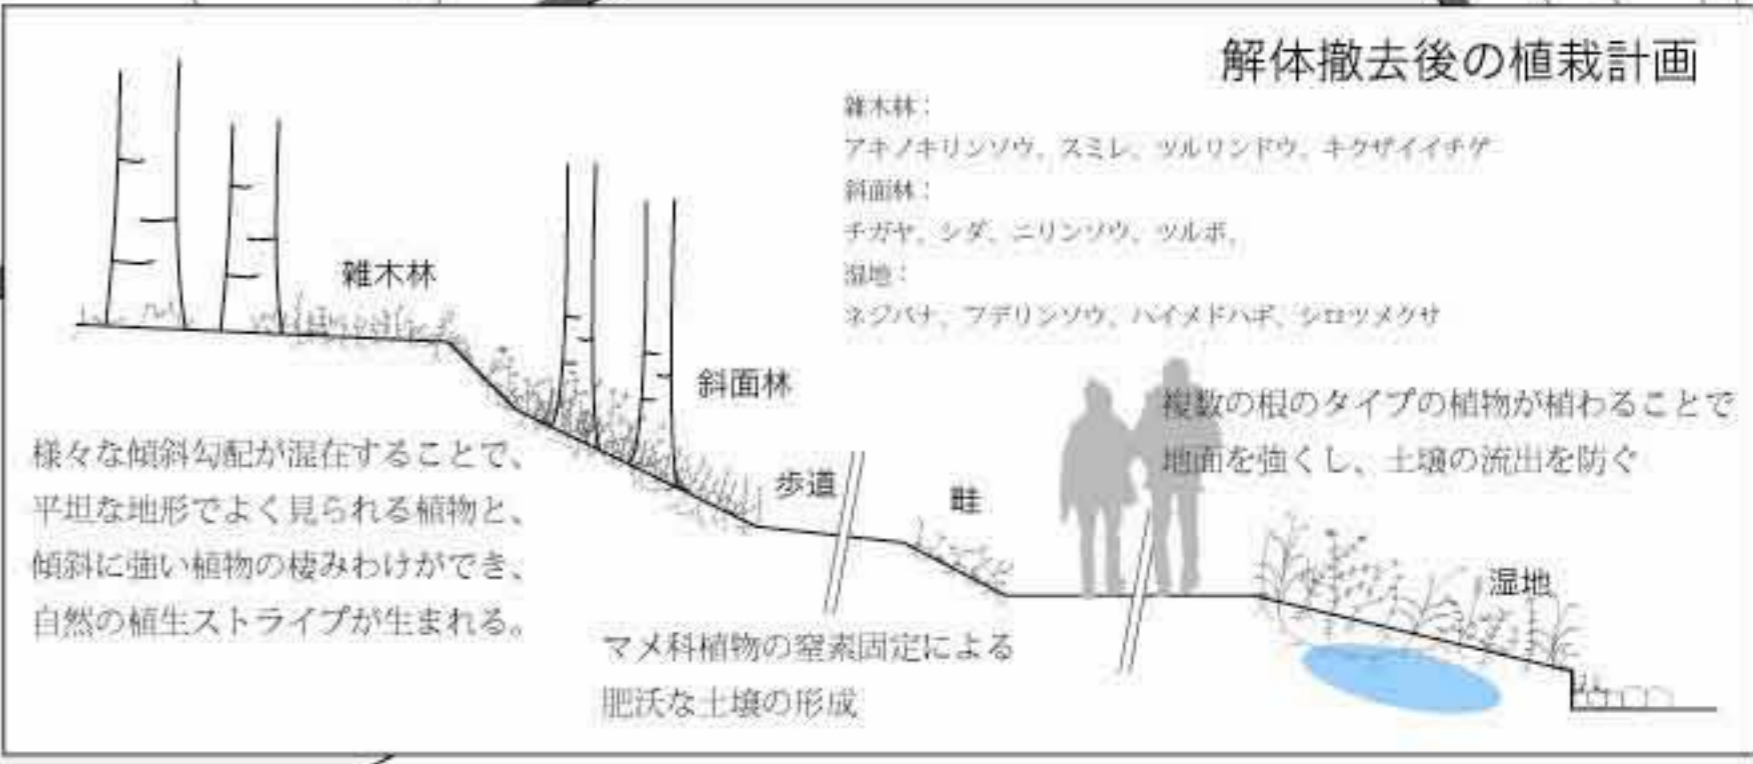 解体撤去後の植栽計画
雑木林：
アキノキリンソウ、スミレ、ツルリンドウ、キクザイイチゲ
斜面林：
チガヤ、シダ、ニリンソウ、ツルボ、
湿地：
ネジバナ、フデリンソウ、ハイメドハギ、シロツメクサ
雑木林
斜面林
歩道
畦
湿地
複数の根のタイプの植物が植わることで
地面を強くし、土壌の流出を防ぐ
様々な傾斜勾配が混在することで、
平坦な地形でよく見られる植物と、
傾斜に強い植物の棲みわけができ、
自然の植生ストライプが生まれる。
マメ科植物の窒素固定による
肥沃な土壌の形成